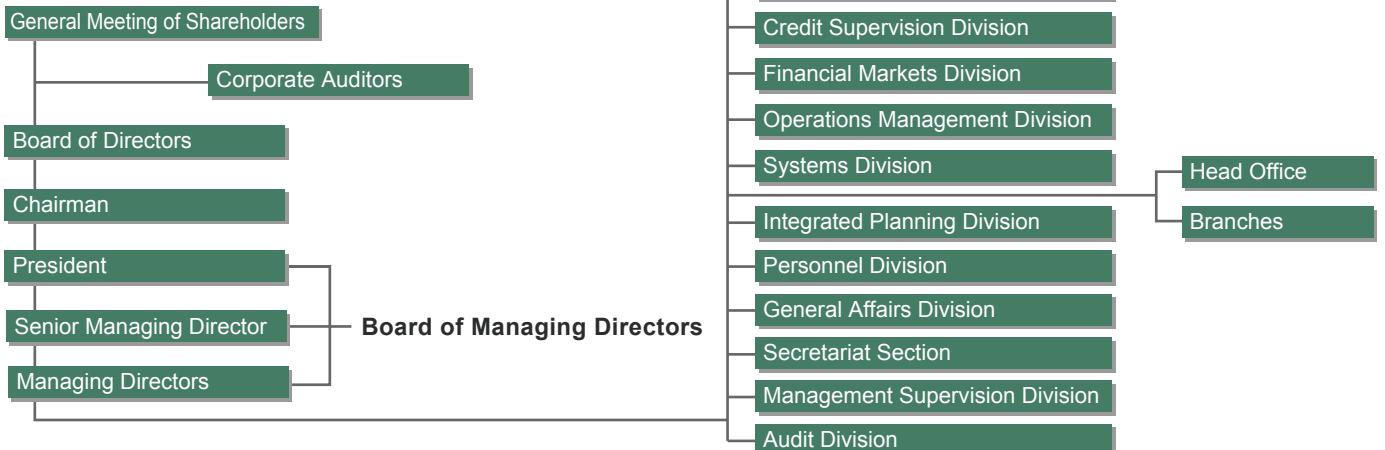 General Meeting of Shareholders
Corporate Auditors
Board of Directors
Chairman
President
Senior Managing Director
Managing Directors
Board of Managing Directors
Credit Supervision Division
Financial Markets Division
Operations Management Division
Systems Division
Head Office
Branches
Integrated Planning Division
Personnel Division
General Affairs Division
Secretariat Section
Management Supervision Division
Audit Division